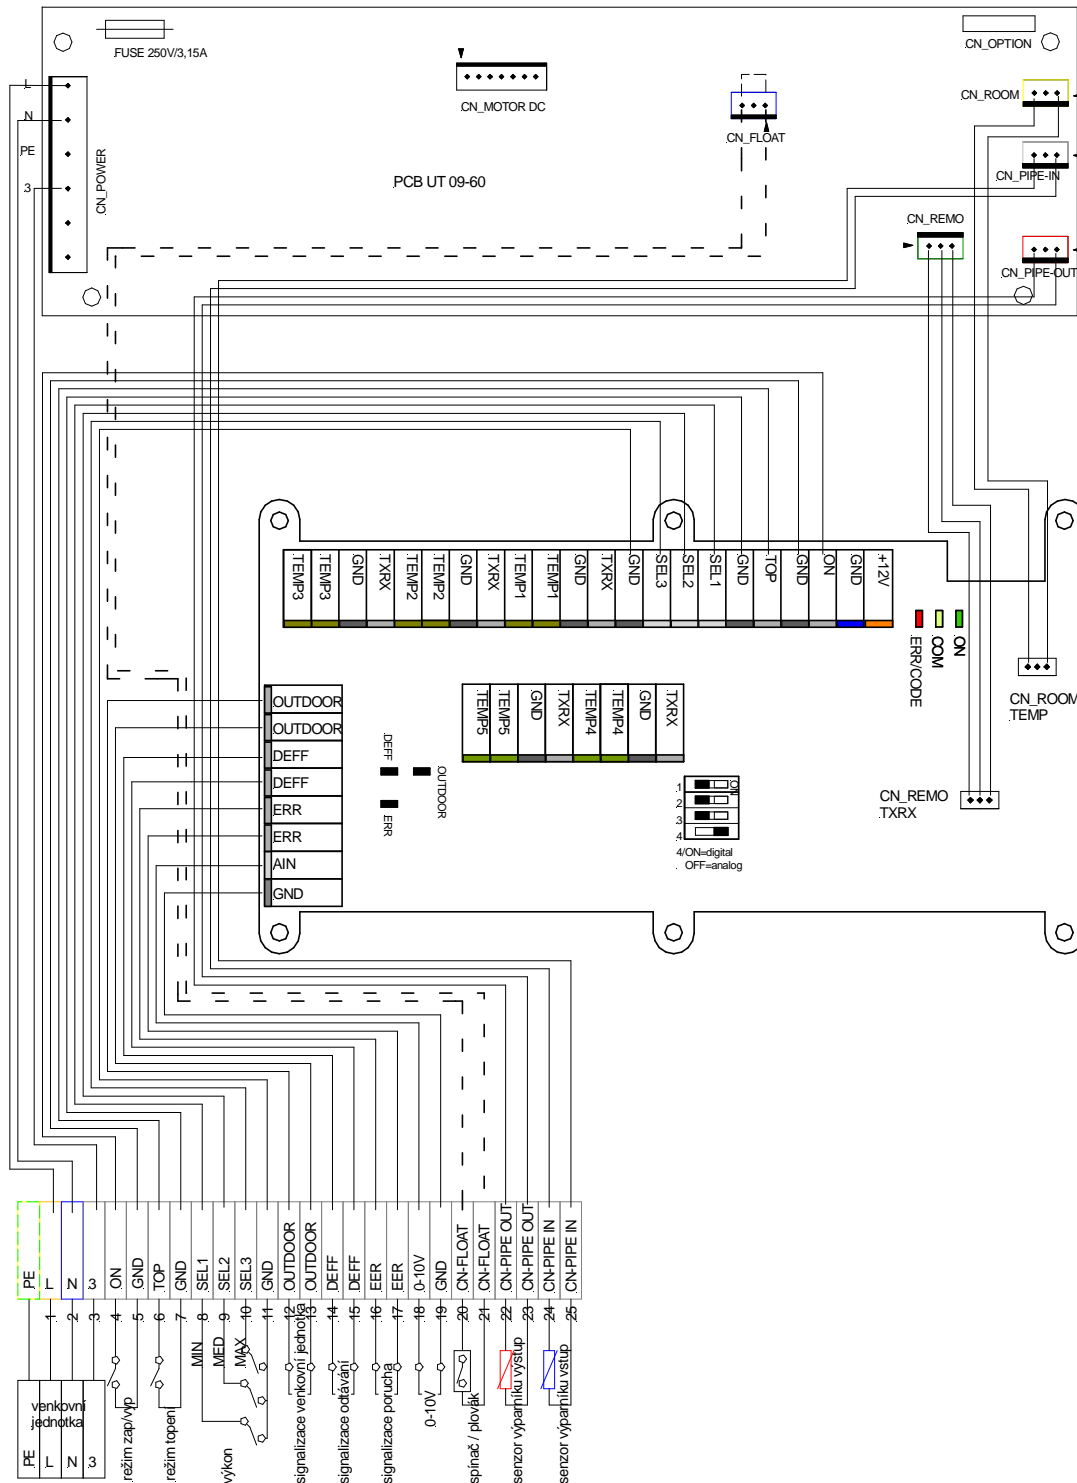 FUSE 250V/3,15A
CN_OPTION
CN_MOTOR DC
CN_ROOM
CN_FLOAT
L
N
PE
3
CN_POWER
PCB UT 09-60
CN_PIPE-IN
CN_REMO
CN_PIPE-OUT
TEMP3
TEMP3
GND
TXRX
TEMP2
TEMP2
GND
TXRX
TEMP1
TEMP1
GND
TXRX
GND
SEL3
SEL2
SEL1
GND
TOP
GND
ON
GND
+12V
ERR/CODE
COM
ON
CN_ROOM
TEMP
OUTDOOR
OUTDOOR
DEFF
DEFF
ERR
ERR
AIN
GND
DEFF
OUTDOOR
ERR
TEMP5
TEMP5
GND
TXRX
TEMP4
TEMP4
GND
TXRX
1
2
3
4
ON
4/ON=digital
OFF=analog
CN_REMO
TXRX
PE
L
N
3
ON
GND
TOP
GND
SEL1
SEL2
SEL3
GND
OUTDOOR
OUTDOOR
DEFF
DEFF
EER
EER
0-10V
GND
CN-FLOAT
CN-FLOAT
CN-PIPE OUT
CN-PIPE OUT
CN-PIPE IN
CN-PIPE IN
1
2
3
4
5
6
7
8
9
10
11
12
13
14
15
16
17
18
19
20
21
22
23
24
25
MIN
MED
MAX
venkovní
jednotka
PE
L
N
3
režim zap/vyp
režim topení
výkon
signalizace venkovní jednotka
signalizace odtávání
signalizace porucha
0-10V
spínač / plovák
senzor výparníku výstup
senzor výparníku vstup